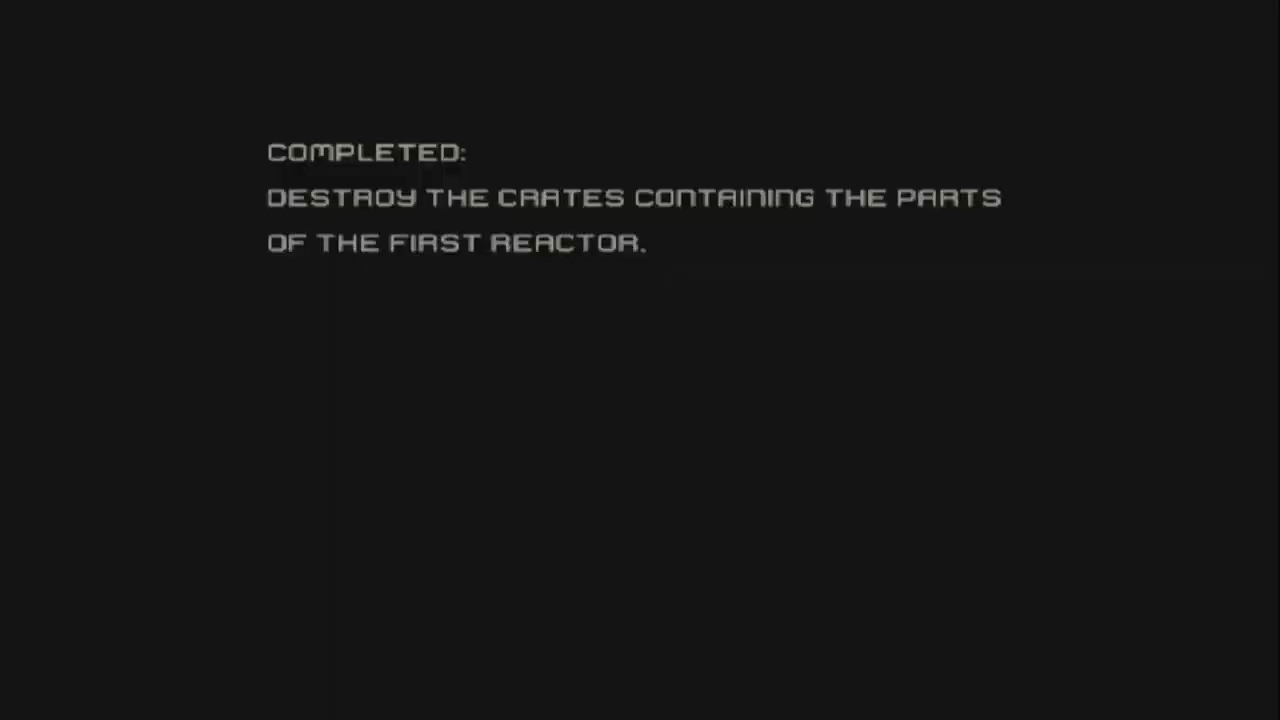 COMPLETED:
DESTROY THE CRATES CONTAINING THE PARTS
OF THE FIRST REACTOR.